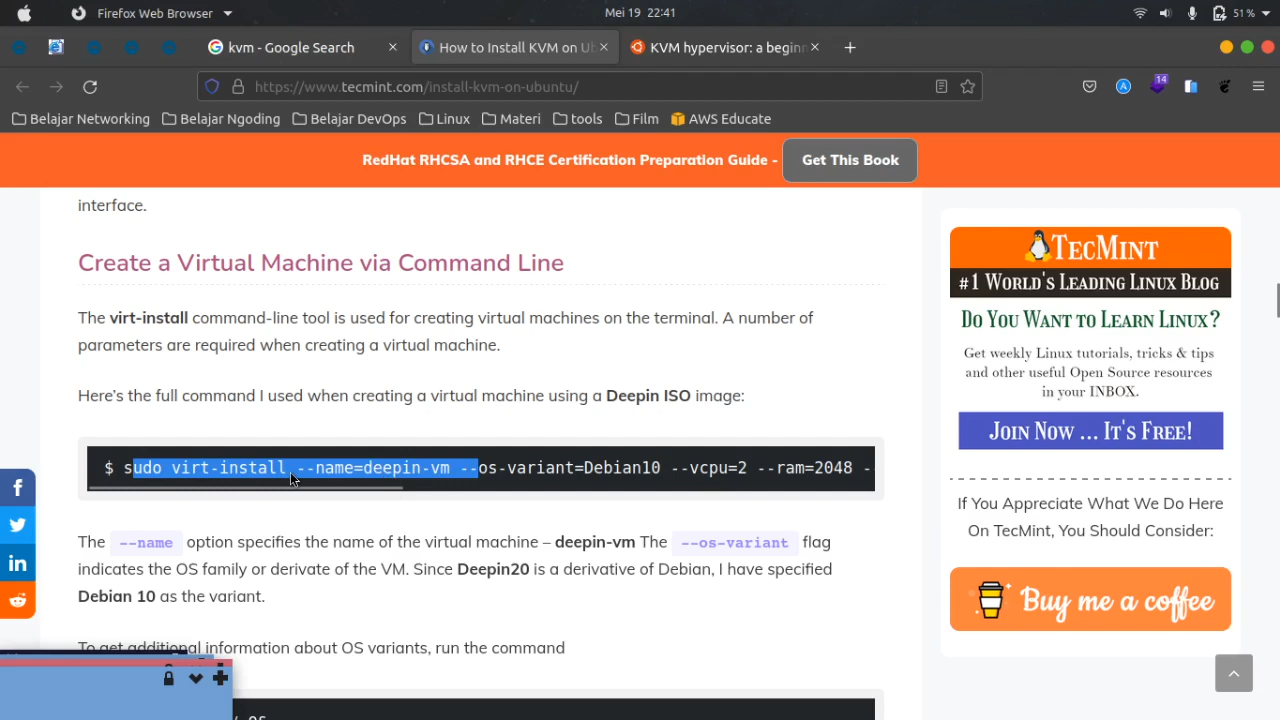 Firefox Web Browser
Mei 19 22:41
51 %
kvm - Google Search
How to Install KVM on Ub
KVM hypervisor: a beginn
https://www.tecmint.com/install-kvm-on-ubuntu/
14
Belajar Networking
Belajar Ngoding
Belajar DevOps
Linux
Materi
tools
Film
AWS Educate
RedHat RHCSA and RHCE Certification Preparation Guide -
Get This Book
interface.
Create a Virtual Machine via Command Line
The virt-install command-line tool is used for creating virtual machines on the terminal. A number of
parameters are required when creating a virtual machine.
Here’s the full command I used when creating a virtual machine using a Deepin ISO image:
$ sudo virt-install --name=deepin-vm --os-variant=Debian10 --vcpu=2 --ram=2048 --
The --name option specifies the name of the virtual machine – deepin-vm The --os-variant flag
indicates the OS family or derivate of the VM. Since Deepin20 is a derivative of Debian, I have specified
Debian 10 as the variant.
To get additional information about OS variants, run the command
TecMint
#1 World's Leading Linux Blog
Do You Want to Learn Linux?
Get weekly Linux tutorials, tricks & tips
and other useful Open Source resources
in your INBOX.
Join Now ... It's Free!
If You Appreciate What We Do Here
On TecMint, You Should Consider:
Buy me a coffee